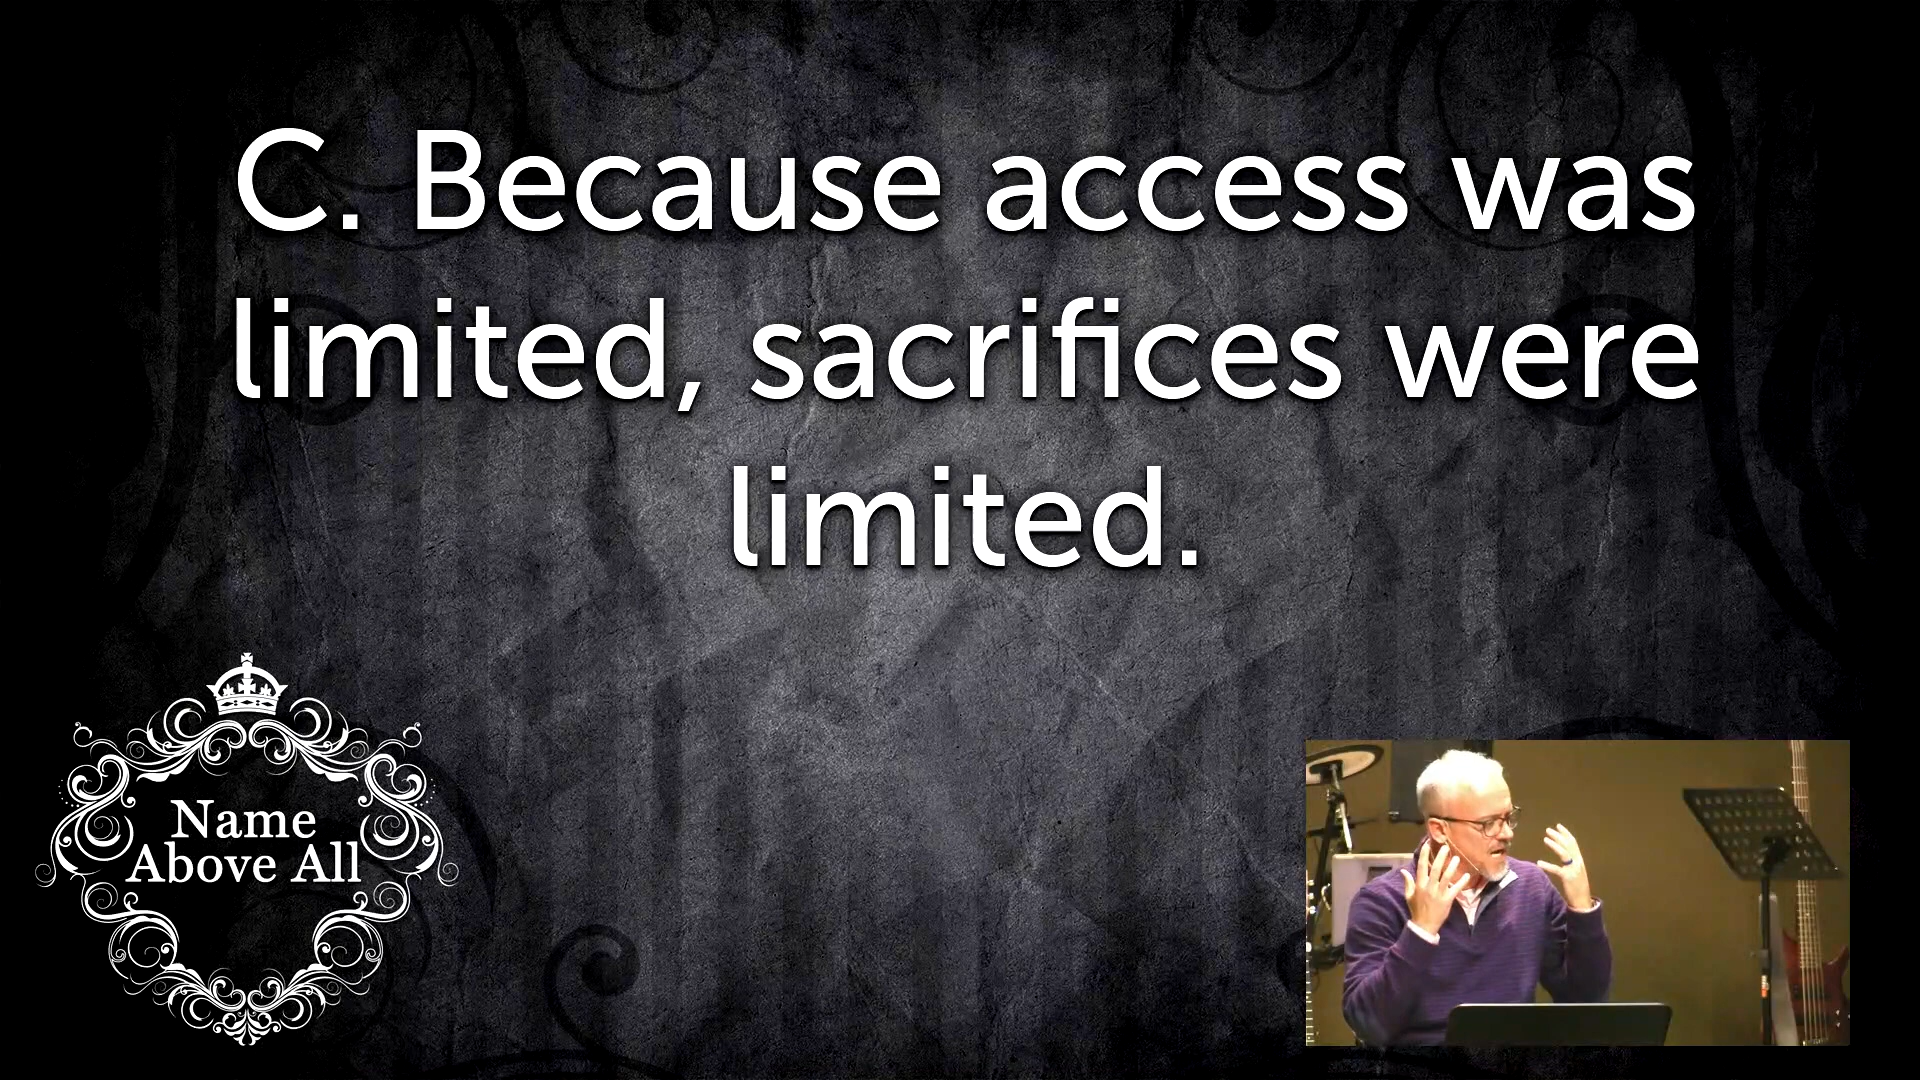 C. Because access was
limited, sacrifices were
limited.
Name
Above All